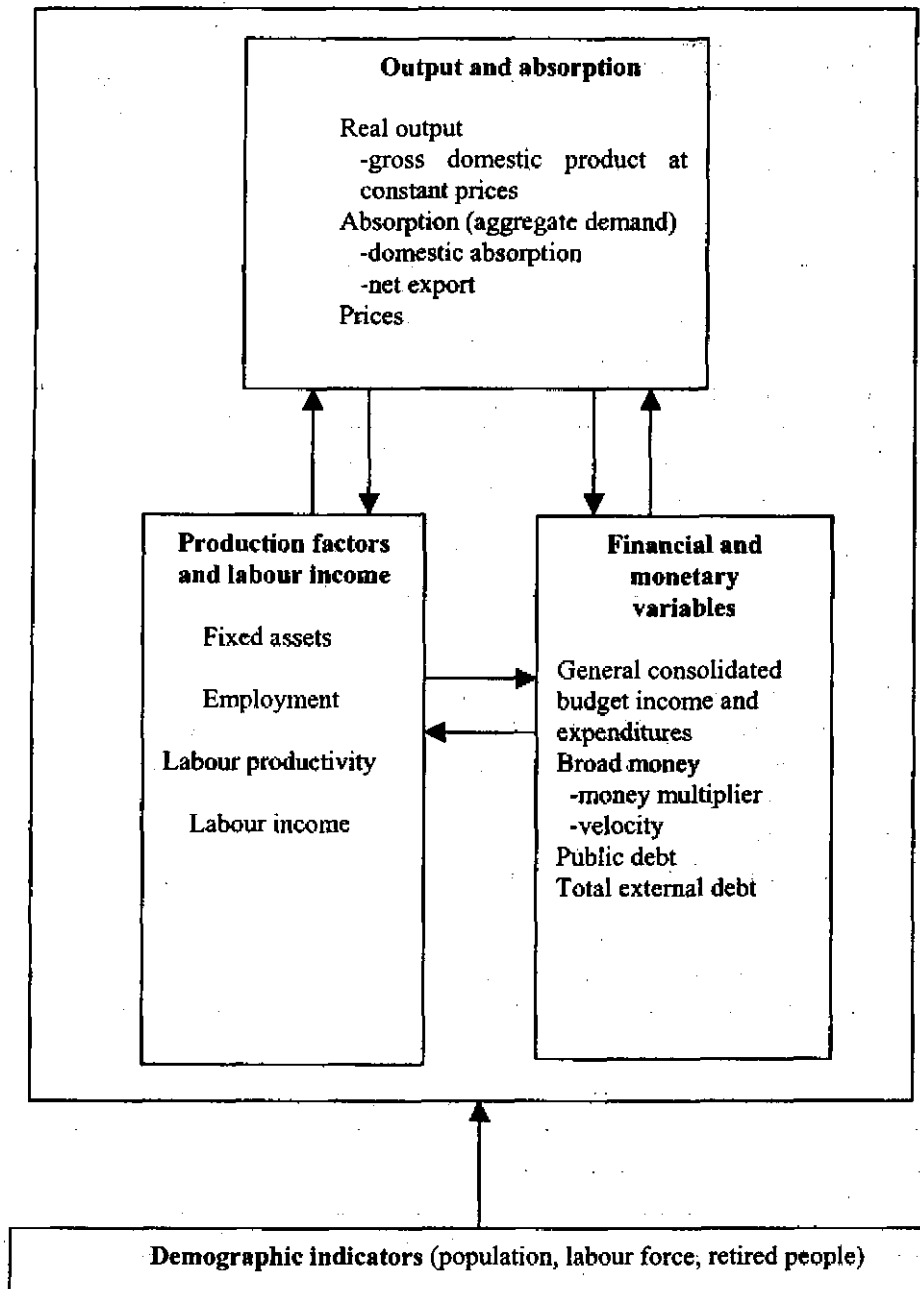 Output and absorption
Real output
-gross domestic product at
constant prices
Absorption (aggregate demand)
-domestic absorption
-net export
Prices
Production factors
and labour income
Fixed assets
Employment
Labour productivity
Labour income
Financial and
monetary
variables
General consolidated
budget income and
expenditures
Broad money
-money multiplier
-velocity
Public debt
Total external debt
Demographic indicators (population, labour force, retired people)